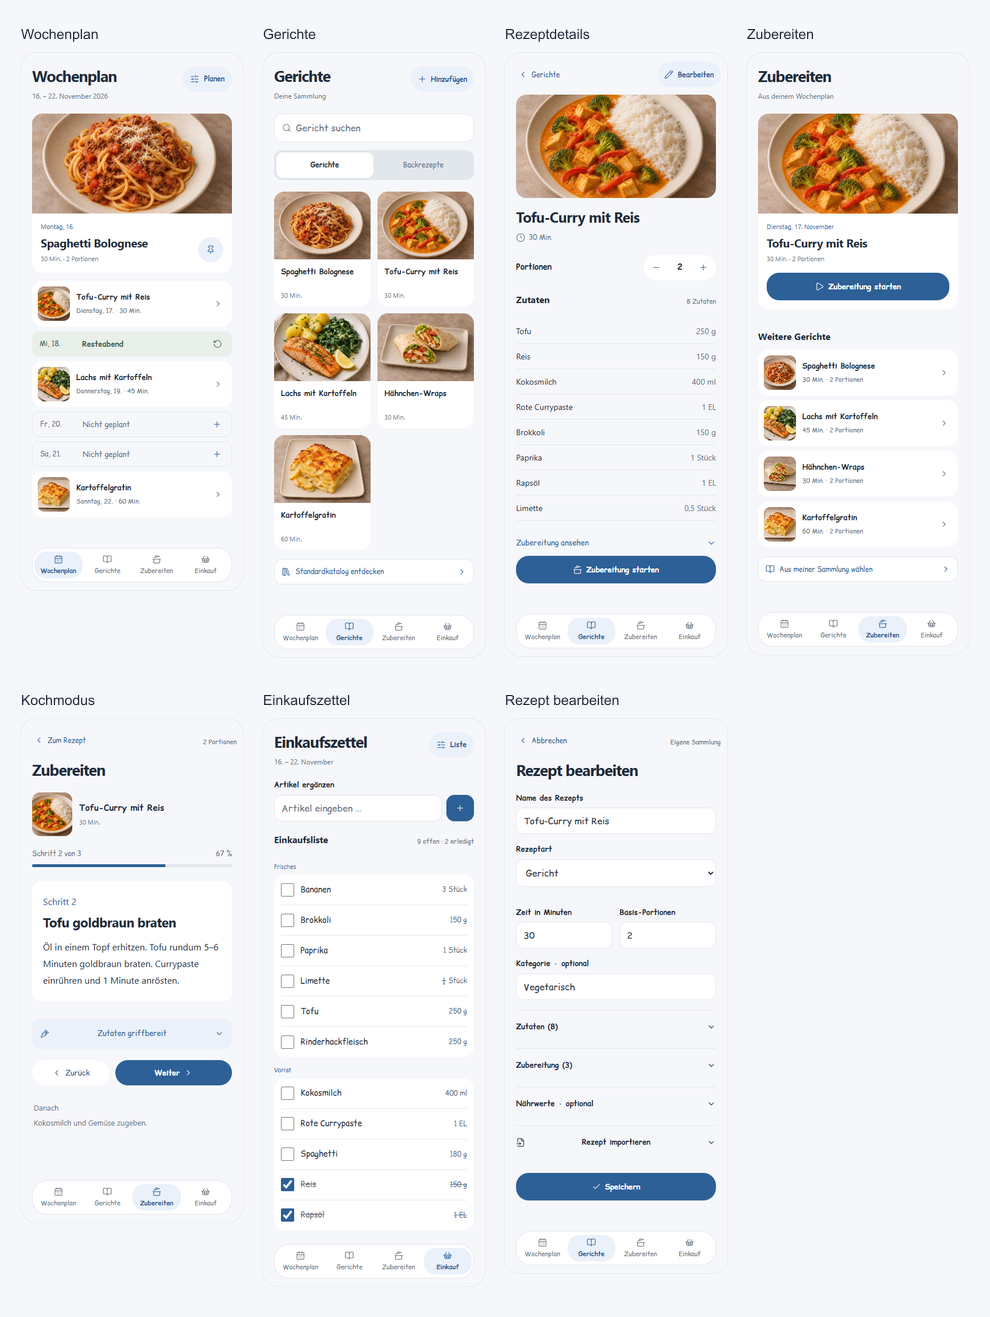 Wochenplan
Wochenplan
Planen
16. – 22. November 2026
Montag, 16.
Spaghetti Bolognese
30 Min. · 2 Portionen
Tofu-Curry mit Reis
Dienstag, 17. · 30 Min.
Mi, 18.
Resteabend
Lachs mit Kartoffeln
Donnerstag, 19. · 45 Min.
Fr, 20.
Nicht geplant
Sa, 21.
Nicht geplant
Kartoffelgratin
Sonntag, 22. · 60 Min.
Wochenplan
Gerichte
Zubereiten
Einkauf
Gerichte
Gerichte
Hinzufügen
Deine Sammlung
Gericht suchen
Gerichte
Backrezepte
Spaghetti Bolognese
30 Min.
Tofu-Curry mit Reis
30 Min.
Lachs mit Kartoffeln
45 Min.
Hähnchen-Wraps
30 Min.
Kartoffelgratin
60 Min.
Standardkatalog entdecken
Wochenplan
Gerichte
Zubereiten
Einkauf
Rezeptdetails
Gerichte
Bearbeiten
Tofu-Curry mit Reis
30 Min.
Portionen
2
Zutaten
8 Zutaten
Tofu
250 g
Reis
150 g
Kokosmilch
400 ml
Rote Currypaste
1 EL
Brokkoli
150 g
Paprika
1 Stück
Rapsöl
1 EL
Limette
0,5 Stück
Zubereitung ansehen
Zubereitung starten
Wochenplan
Gerichte
Zubereiten
Einkauf
Zubereiten
Zubereiten
Aus deinem Wochenplan
Dienstag, 17. November
Tofu-Curry mit Reis
30 Min. · 2 Portionen
Zubereitung starten
Weitere Gerichte
Spaghetti Bolognese
30 Min. · 2 Portionen
Lachs mit Kartoffeln
45 Min. · 2 Portionen
Hähnchen-Wraps
30 Min. · 2 Portionen
Kartoffelgratin
60 Min. · 2 Portionen
Aus meiner Sammlung wählen
Wochenplan
Gerichte
Zubereiten
Einkauf
Kochmodus
Zum Rezept
2 Portionen
Zubereiten
Tofu-Curry mit Reis
30 Min.
Schritt 2 von 3
67 %
Schritt 2
Tofu goldbraun braten
Öl in einem Topf erhitzen. Tofu rundum 5–6
Minuten goldbraun braten. Currypaste
einrühren und 1 Minute anrösten.
Zutaten griffbereit
Zurück
Weiter
Danach
Kokosmilch und Gemüse zugeben.
Wochenplan
Gerichte
Zubereiten
Einkauf
Einkaufszettel
Einkaufszettel
Liste
16. – 22. November
Artikel ergänzen
Artikel eingeben ...
+
Einkaufsliste
9 offen · 2 erledigt
Frisches
Bananen
3 Stück
Brokkoli
150 g
Paprika
1 Stück
Limette
½ Stück
Tofu
250 g
Rinderhackfleisch
250 g
Vorrat
Kokosmilch
400 ml
Rote Currypaste
1 EL
Spaghetti
180 g
Reis
150 g
Rapsöl
1 EL
Wochenplan
Gerichte
Zubereiten
Einkauf
Rezept bearbeiten
Abbrechen
Eigene Sammlung
Rezept bearbeiten
Name des Rezepts
Tofu-Curry mit Reis
Rezeptart
Gericht
Zeit in Minuten
Basis-Portionen
30
2
Kategorie · optional
Vegetarisch
Zutaten (8)
Zubereitung (3)
Nährwerte · optional
Rezept importieren
Speichern
Wochenplan
Gerichte
Zubereiten
Einkauf